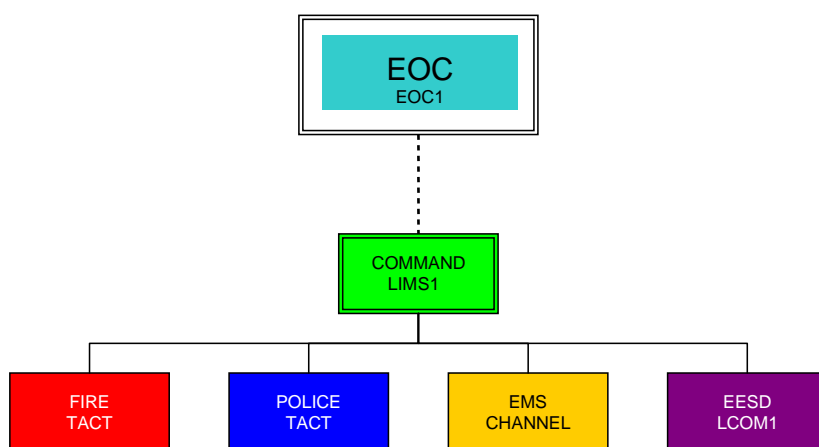 EOC
EOC1
COMMAND
LIMS1
FIRE
TACT
POLICE
TACT
EMS
CHANNEL
EESD
LCOM1